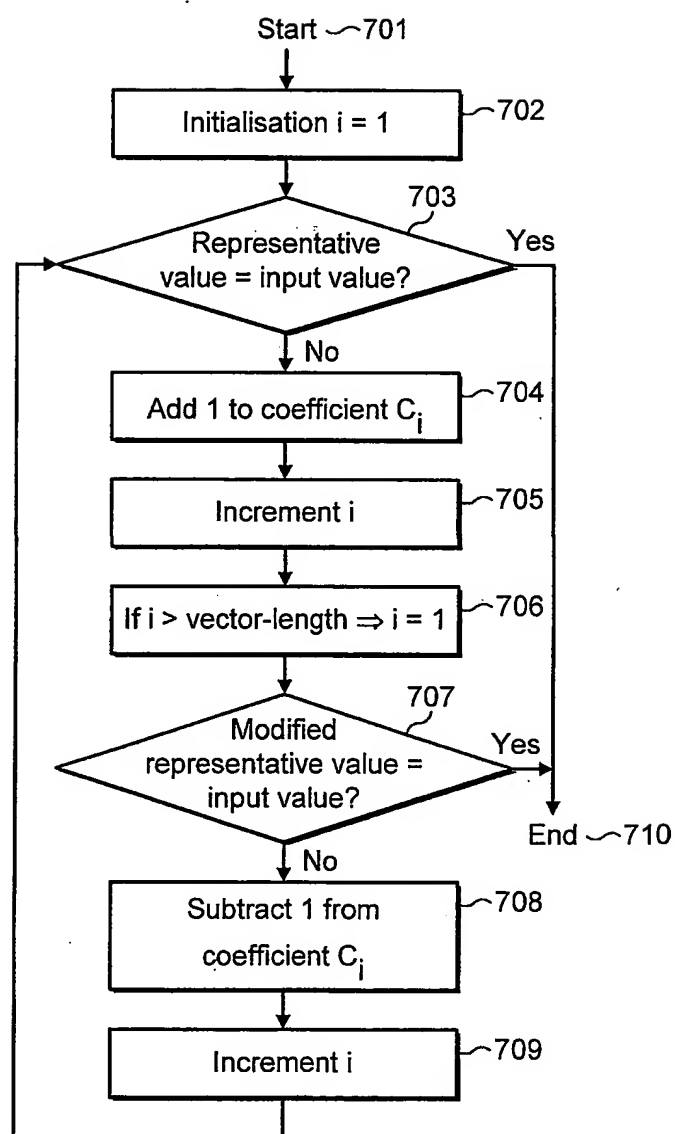 Start 701
Initialisation i = 1
702
703
Representative
value = input value?
Yes
No
Add 1 to coefficient Ci
704
Increment i
705
If i > vector-length ⇒ i = 1
706
707
Modified
representative value =
input value?
Yes
End 710
No
Subtract 1 from
coefficient Ci
708
Increment i
709